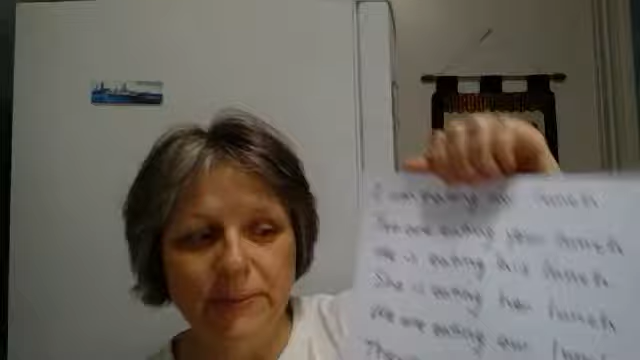 I am eating my lunch
You are eating your lunch
He is eating his lunch
She is eating her lunch
We are eating our